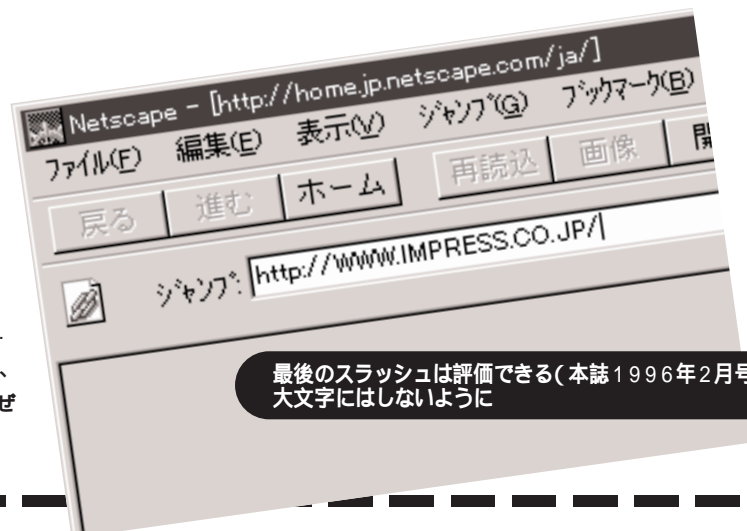 Netscape - [http://home.jp.netscape.com/ja/]
ファイル(F) 編集(E) 表示(V) ジャンプ(G) ブックマーク(B)
戻る 進む ホーム 再読込 画像 開
ジャンプ: http://WWW.IMPRESS.CO.JP/
、
ぜ
最後のスラッシュは評価できる(本誌1996年2月号
大文字にはしないように